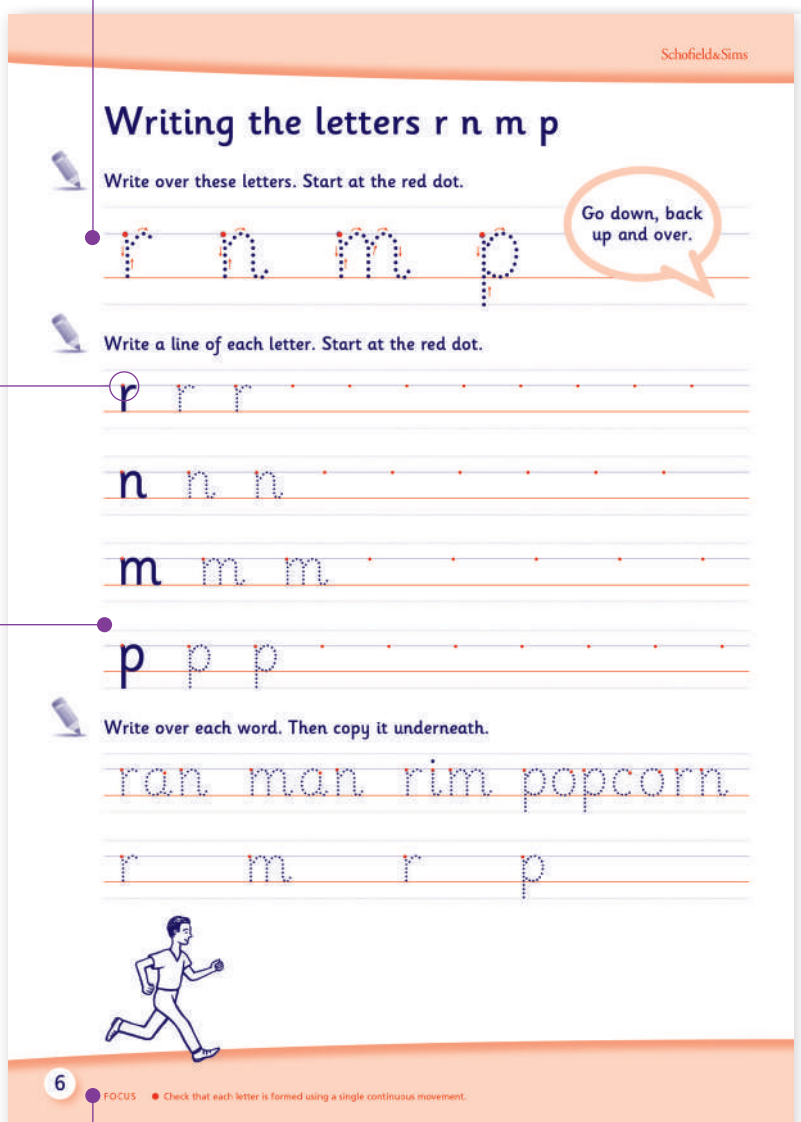 Schofield&Sims
Writing the letters r n m p
Write over these letters. Start at the red dot.
r n m p
Go down, back
up and over.
Write a line of each letter. Start at the red dot.
r r r
n n n
m m m
p p p
Write over each word. Then copy it underneath.
ran man rim popcorn
r m r p
6
FOCUS ● Check that each letter is formed using a single continuous movement.